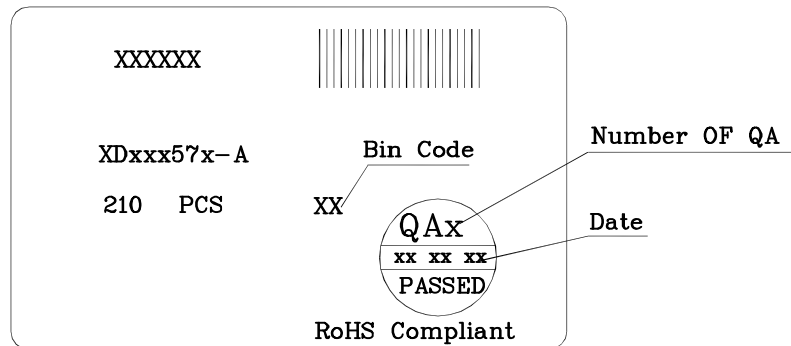 XXXXXX
XDxxx57x-A
Bin Code
Number OF QA
210 PCS
XX
QAx
Date
xx xx xx
PASSED
RoHS Compliant